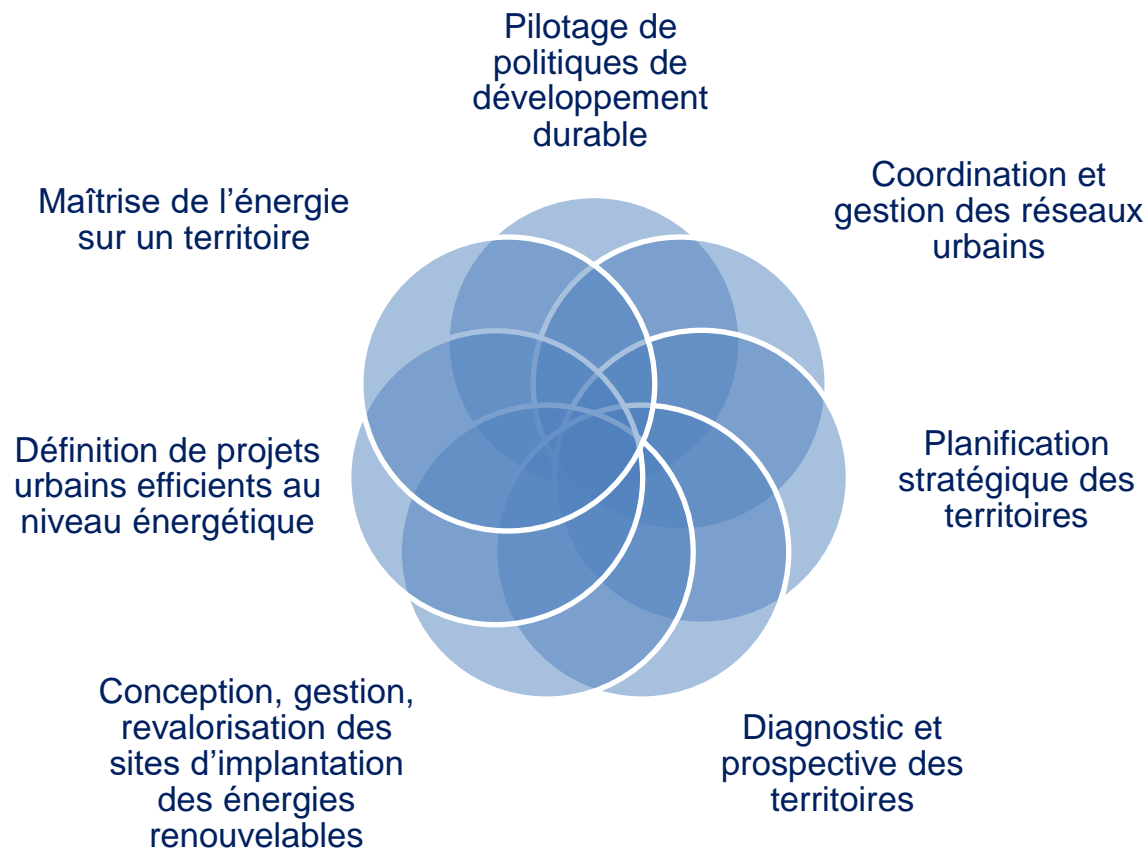 Pilotage de
politiques de
développement
durable
Coordination et
gestion des réseaux
urbains
Planification
stratégique des
territoires
Diagnostic et
prospective des
territoires
Conception, gestion,
revalorisation des
sites d’implantation
des énergies
renouvelables
Définition de projets
urbains efficients au
niveau énergétique
Maîtrise de l’énergie
sur un territoire